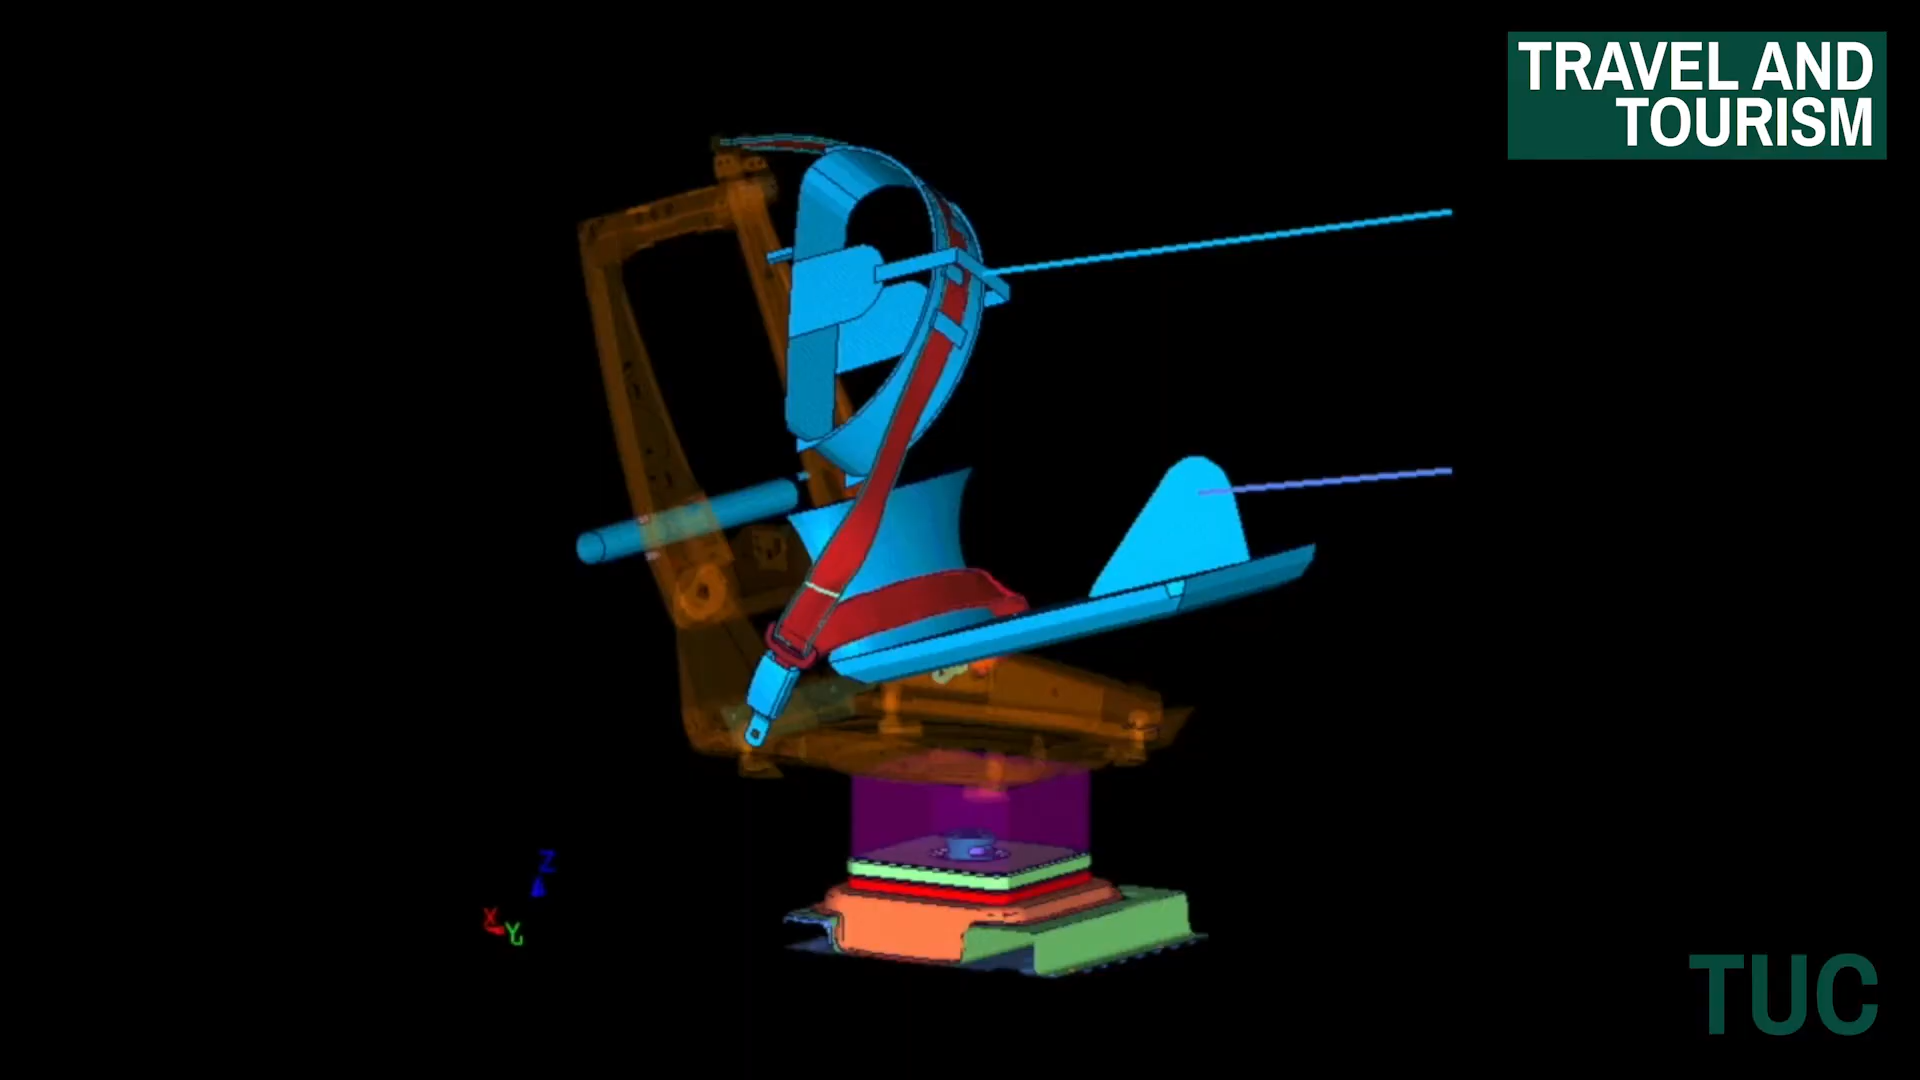 TRAVEL AND
TOURISM
Z
X
Y
TUC